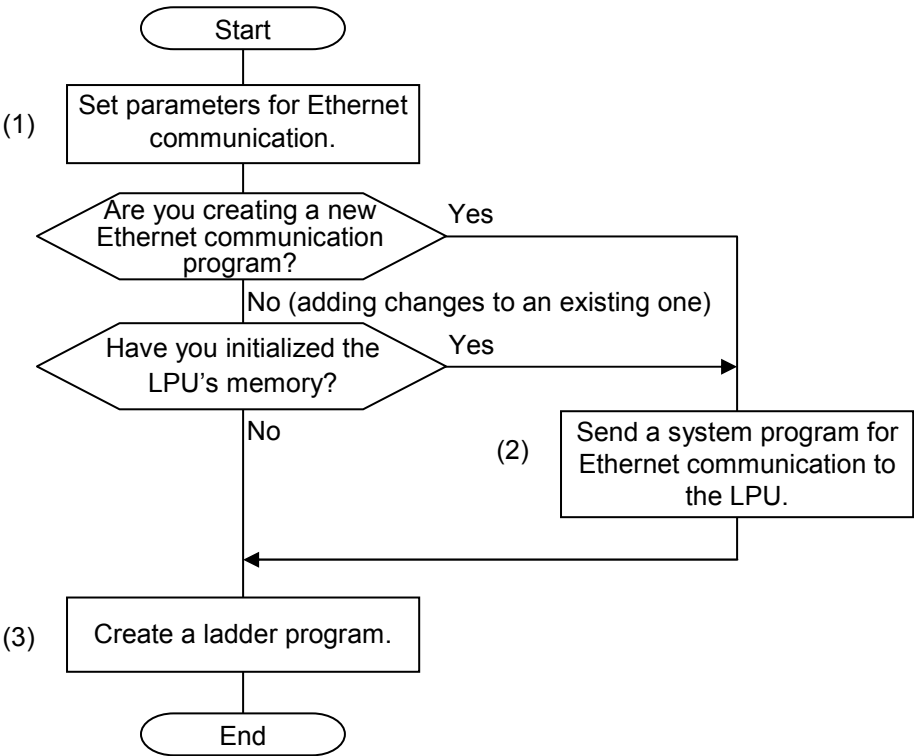 Start
(1)
Set parameters for Ethernet
communication.
Are you creating a new
Ethernet communication
program?
Yes
No (adding changes to an existing one)
Have you initialized the
LPU’s memory?
Yes
No
(2)
Send a system program for
Ethernet communication to
the LPU.
(3)
Create a ladder program.
End